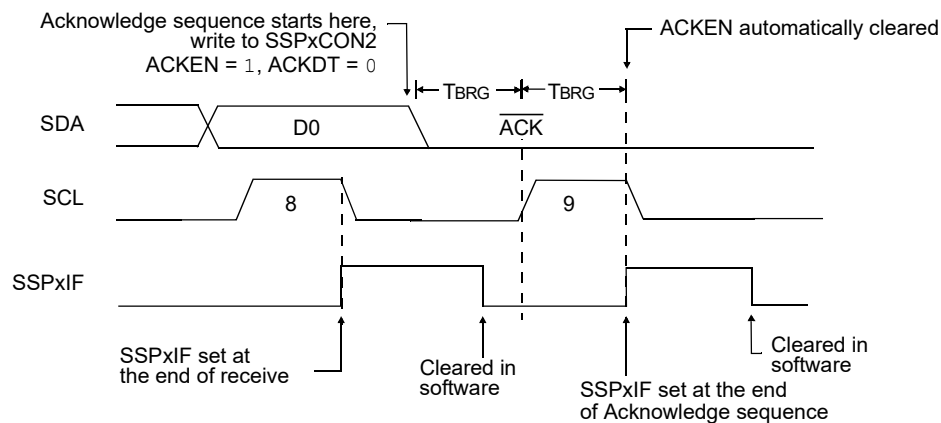 Acknowledge sequence starts here,
write to SSPxCON2
ACKEN = 1, ACKDT = 0
ACKEN automatically cleared
TBRG
TBRG
SDA
D0
ACK
SCL
8
9
SSPxIF
SSPxIF set at
the end of receive
Cleared in
software
SSPxIF set at the end
of Acknowledge sequence
Cleared in
software